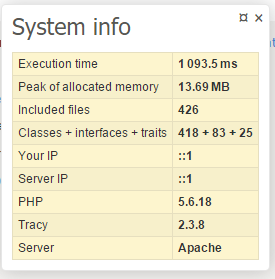 ¤ ×
System info
Execution time 1 093.5 ms
Peak of allocated memory 13.69 MB
Included files 426
Classes + interfaces + traits 418 + 83 + 25
Your IP ::1
Server IP ::1
PHP 5.6.18
Tracy 2.3.8
Server Apache